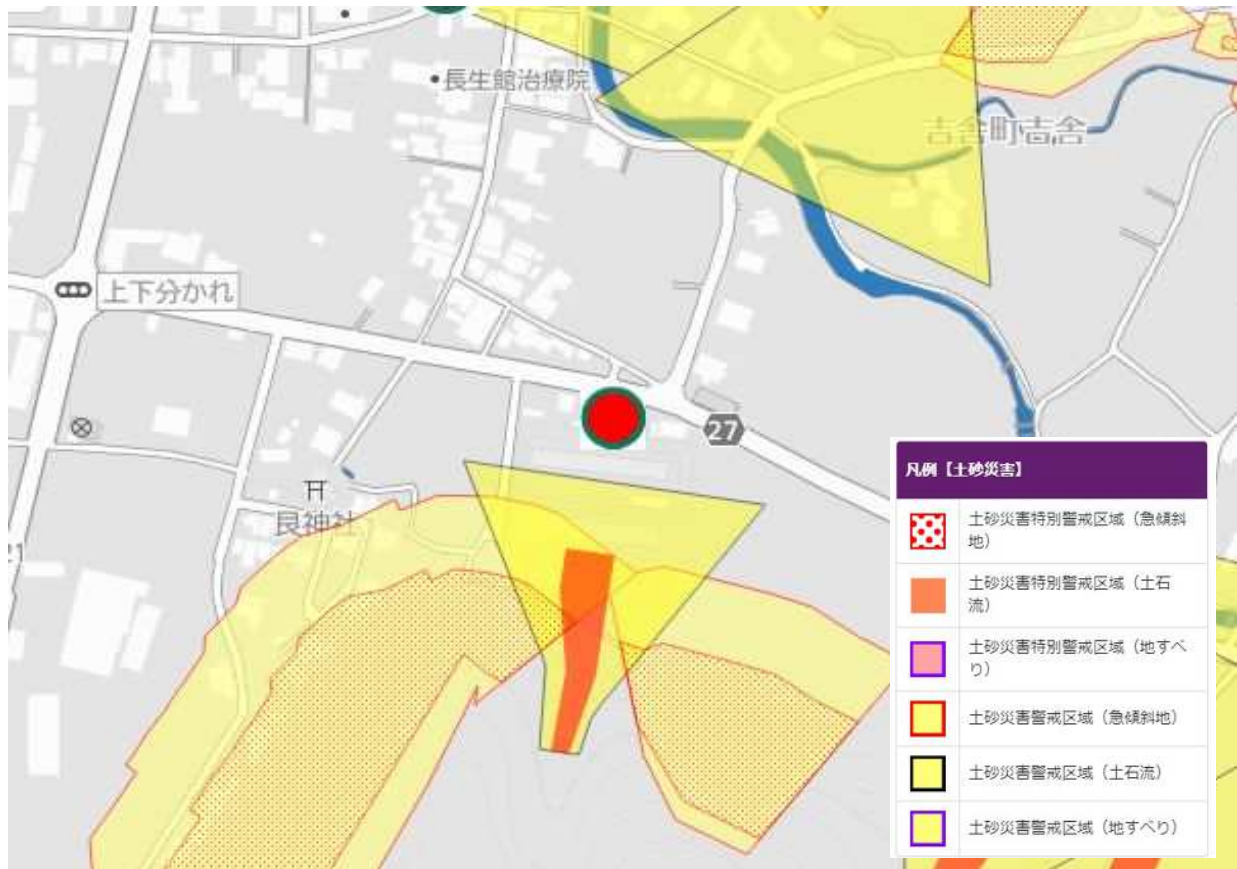 長生館治療院
吉舎町吉舎
上下分かれ
27
艮神社
凡例【土砂災害】
土砂災害特別警戒区域（急傾斜
地）
土砂災害特別警戒区域（土石
流）
土砂災害特別警戒区域（地すべ
り）
土砂災害警戒区域（急傾斜地）
土砂災害警戒区域（土石流）
土砂災害警戒区域（地すべり）